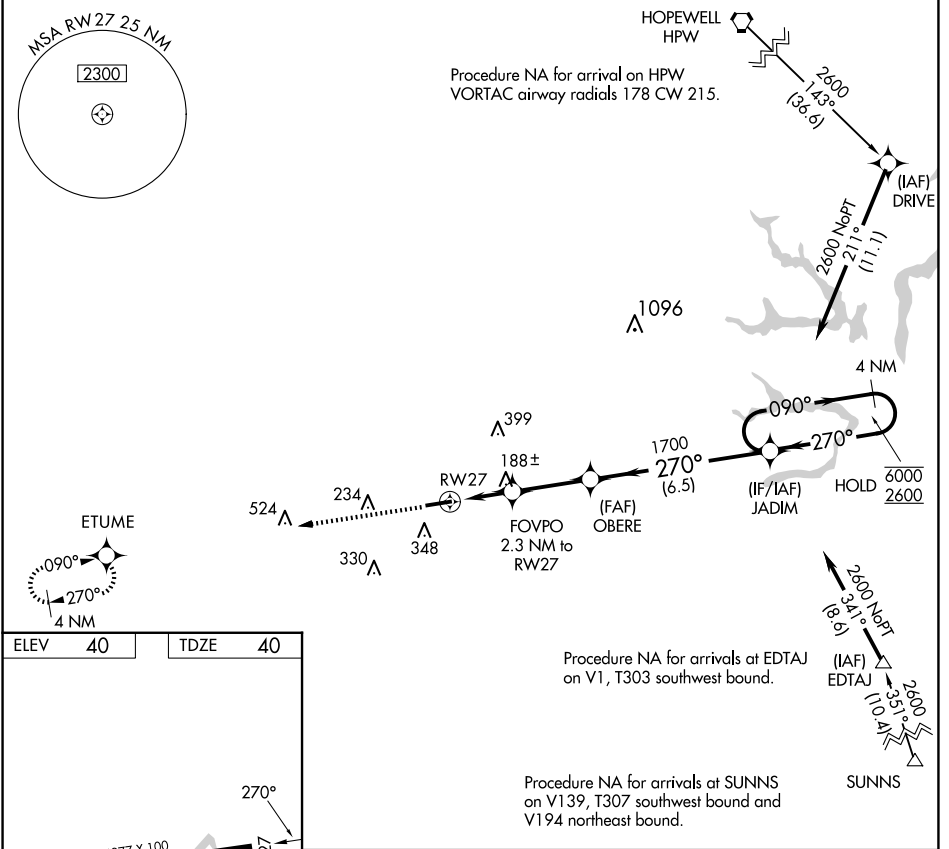 MSA RW27 25 NM
2300
HOPEWELL
HPW
Procedure NA for arrival on HPW
VORTAC airway radials 178 CW 215.
2600
143°
(36.6)
(IAF)
DRIVE
2600 NoPT
211°
(11.1)
1096
4 NM
090°
270°
HOLD
6000
2600
(IF/IAF)
JADIM
1700
270°
(6.5)
(FAF)
OBERE
399
188±
RW27
FOVPO
2.3 NM to
RW27
234
524
348
330
ETUME
090°
270°
4 NM
2600 NoPT
341°
(8.6)
(IAF)
EDTAJ
Procedure NA for arrivals at EDTAJ
on V1, T303 southwest bound.
2600
351°
(10.4)
SUNNS
Procedure NA for arrivals at SUNNS
on V139, T307 southwest bound and
V194 northeast bound.
ELEV 40
TDZE 40
270°
X 100